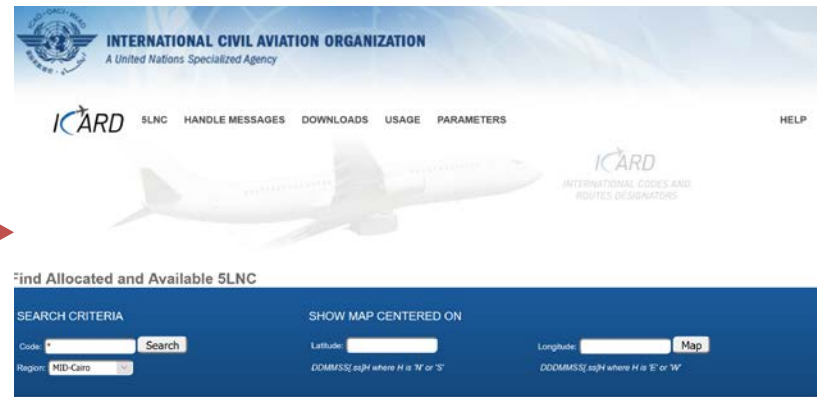 INTERNATIONAL CIVIL AVIATION ORGANIZATION
A United Nations Specialized Agency
ICARD 5LNC HANDLE MESSAGES DOWNLOADS USAGE PARAMETERS HELP
ICARD
INTERNATIONAL CODES AND
ROUTES DESIGNATORS
Find Allocated and Available 5LNC
SEARCH CRITERIA SHOW MAP CENTERED ON
Code: * Search Latitude: Longitude: Map
Region: MID-Cairo DDMMSS[.ss]H where H is 'N' or 'S' DDDMMSS[.ss]H where H is 'E' or 'W'